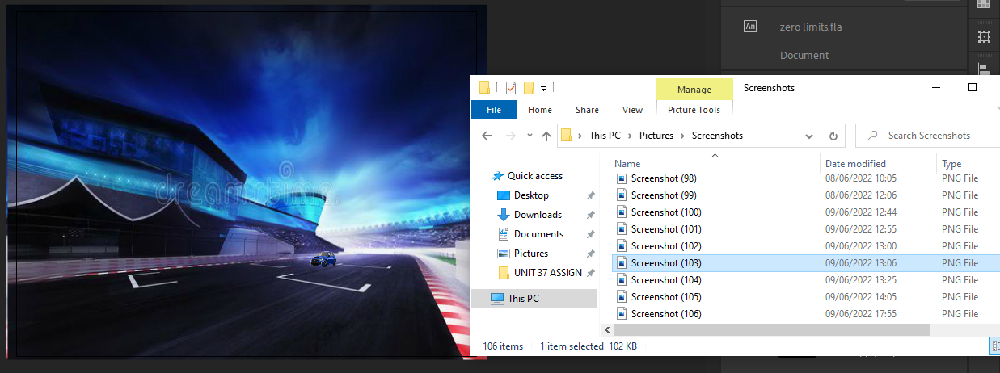 dreamstime.
An
zero limits.fla
Document
Manage
Screenshots
File
Home
Share
View
Picture Tools
This PC > Pictures > Screenshots
Search Screenshots
Quick access
Desktop
Downloads
Documents
Pictures
UNIT 37 ASSIGN
This PC
Name Date modified Type
Screenshot (98) 08/06/2022 10:05 PNG File
Screenshot (99) 08/06/2022 12:06 PNG File
Screenshot (100) 09/06/2022 12:44 PNG File
Screenshot (101) 09/06/2022 12:55 PNG File
Screenshot (102) 09/06/2022 13:00 PNG File
Screenshot (103) 09/06/2022 13:06 PNG File
Screenshot (104) 09/06/2022 13:25 PNG File
Screenshot (105) 09/06/2022 14:05 PNG File
Screenshot (106) 09/06/2022 17:55 PNG File
106 items 1 item selected 102 KB